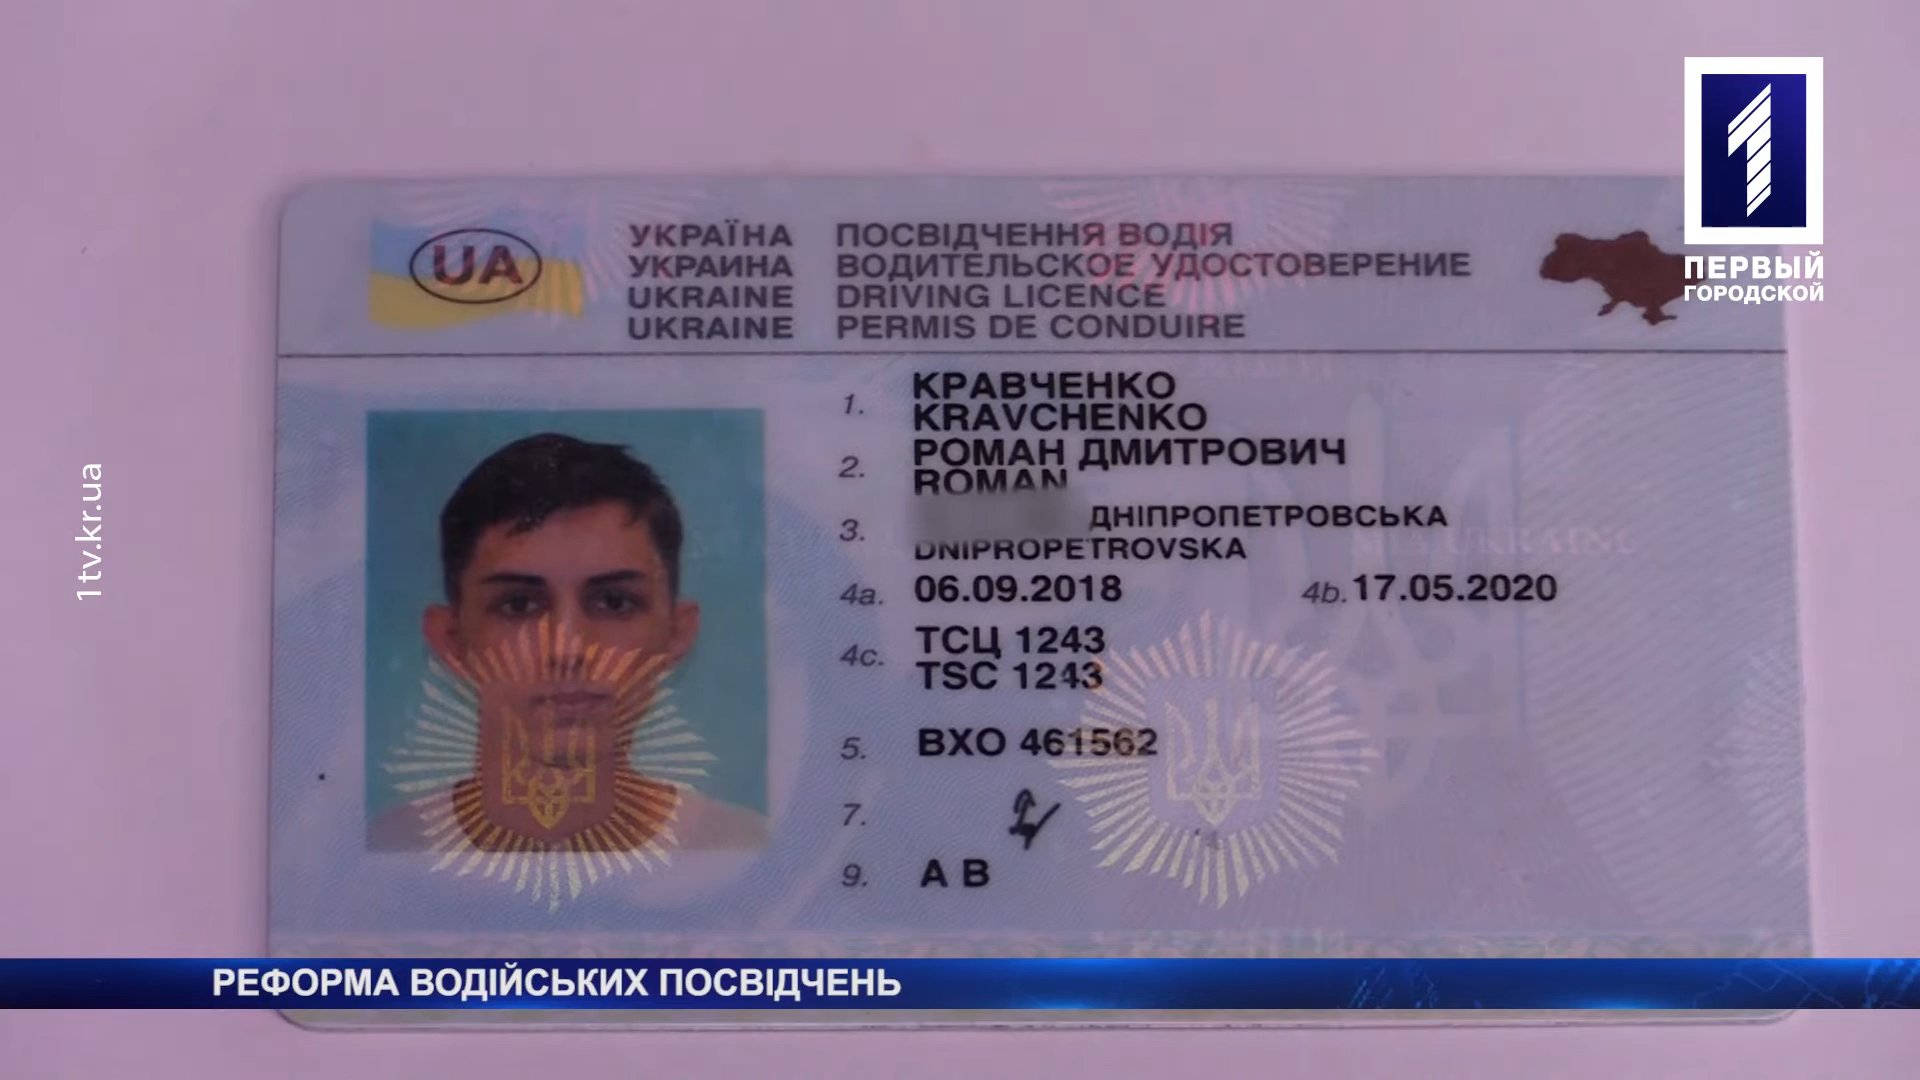 UA
УКРАЇНА ПОСВІДЧЕННЯ ВОДІЯ
УКРАИНА ВОДИТЕЛЬСКОЕ УДОСТОВЕРЕНИЕ
UKRAINE DRIVING LICENCE
UKRAINE PERMIS DE CONDUIRE
1
ПЕРВЫЙ
ГОРОДСКОЙ
1tv.kr.ua
1. КРАВЧЕНКО
KRAVCHENKO
2. РОМАН ДМИТРОВИЧ
ROMAN
3. ДНІПРОПЕТРОВСЬКА
DNIPROPETROVSKA
4a. 06.09.2018 4b. 17.05.2020
4c. ТСЦ 1243
TSC 1243
5. ВХО 461562
7.
9. A B
РЕФОРМА ВОДІЙСЬКИХ ПОСВІДЧЕНЬ